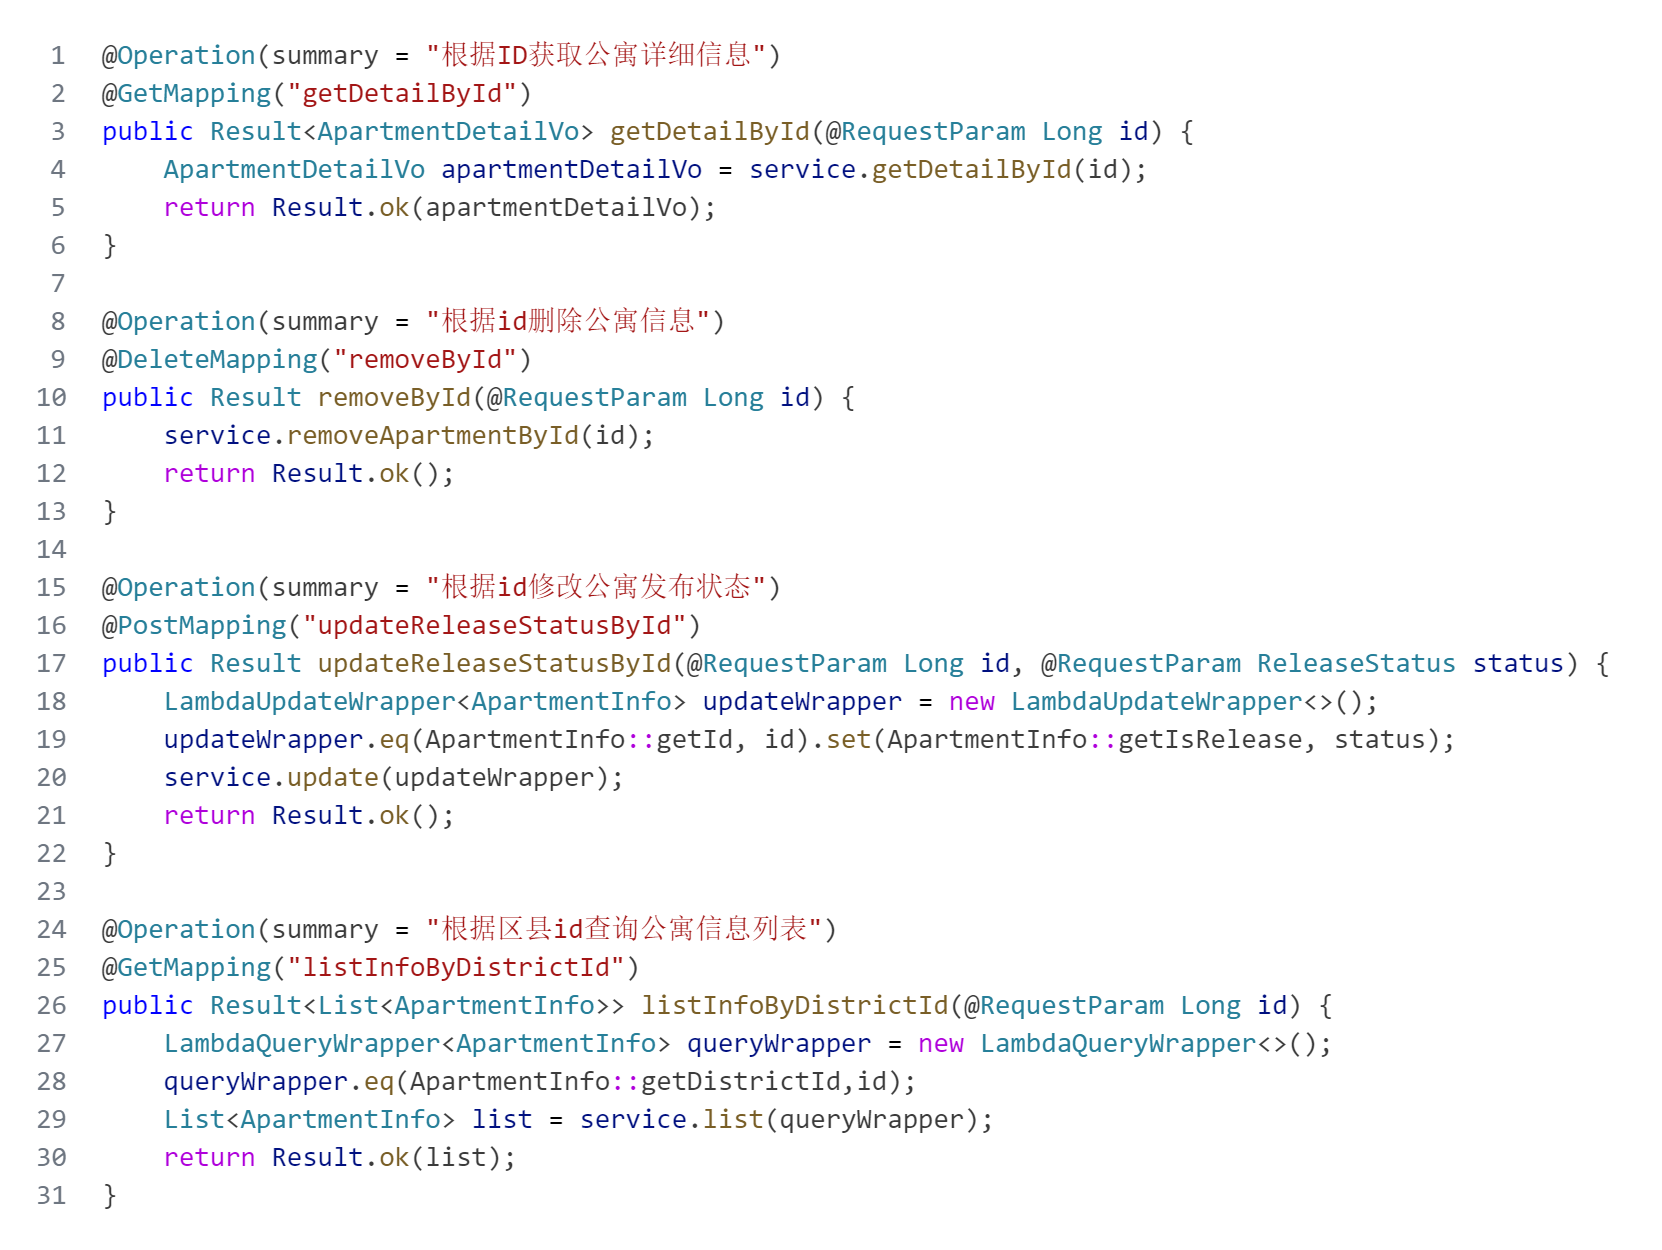 1 @Operation(summary = "根据ID获取公寓详细信息")
2 @GetMapping("getDetailById")
3 public Result<ApartmentDetailVo> getDetailById(@RequestParam Long id) {
4     ApartmentDetailVo apartmentDetailVo = service.getDetailById(id);
5     return Result.ok(apartmentDetailVo);
6 }
7
8 @Operation(summary = "根据id删除公寓信息")
9 @DeleteMapping("removeById")
10 public Result removeById(@RequestParam Long id) {
11     service.removeApartmentById(id);
12     return Result.ok();
13 }
14
15 @Operation(summary = "根据id修改公寓发布状态")
16 @PostMapping("updateReleaseStatusById")
17 public Result updateReleaseStatusById(@RequestParam Long id, @RequestParam ReleaseStatus status) {
18     LambdaUpdateWrapper<ApartmentInfo> updateWrapper = new LambdaUpdateWrapper<>();
19     updateWrapper.eq(ApartmentInfo::getId, id).set(ApartmentInfo::getIsRelease, status);
20     service.update(updateWrapper);
21     return Result.ok();
22 }
23
24 @Operation(summary = "根据区县id查询公寓信息列表")
25 @GetMapping("listInfoByDistrictId")
26 public Result<List<ApartmentInfo>> listInfoByDistrictId(@RequestParam Long id) {
27     LambdaQueryWrapper<ApartmentInfo> queryWrapper = new LambdaQueryWrapper<>();
28     queryWrapper.eq(ApartmentInfo::getDistrictId,id);
29     List<ApartmentInfo> list = service.list(queryWrapper);
30     return Result.ok(list);
31 }